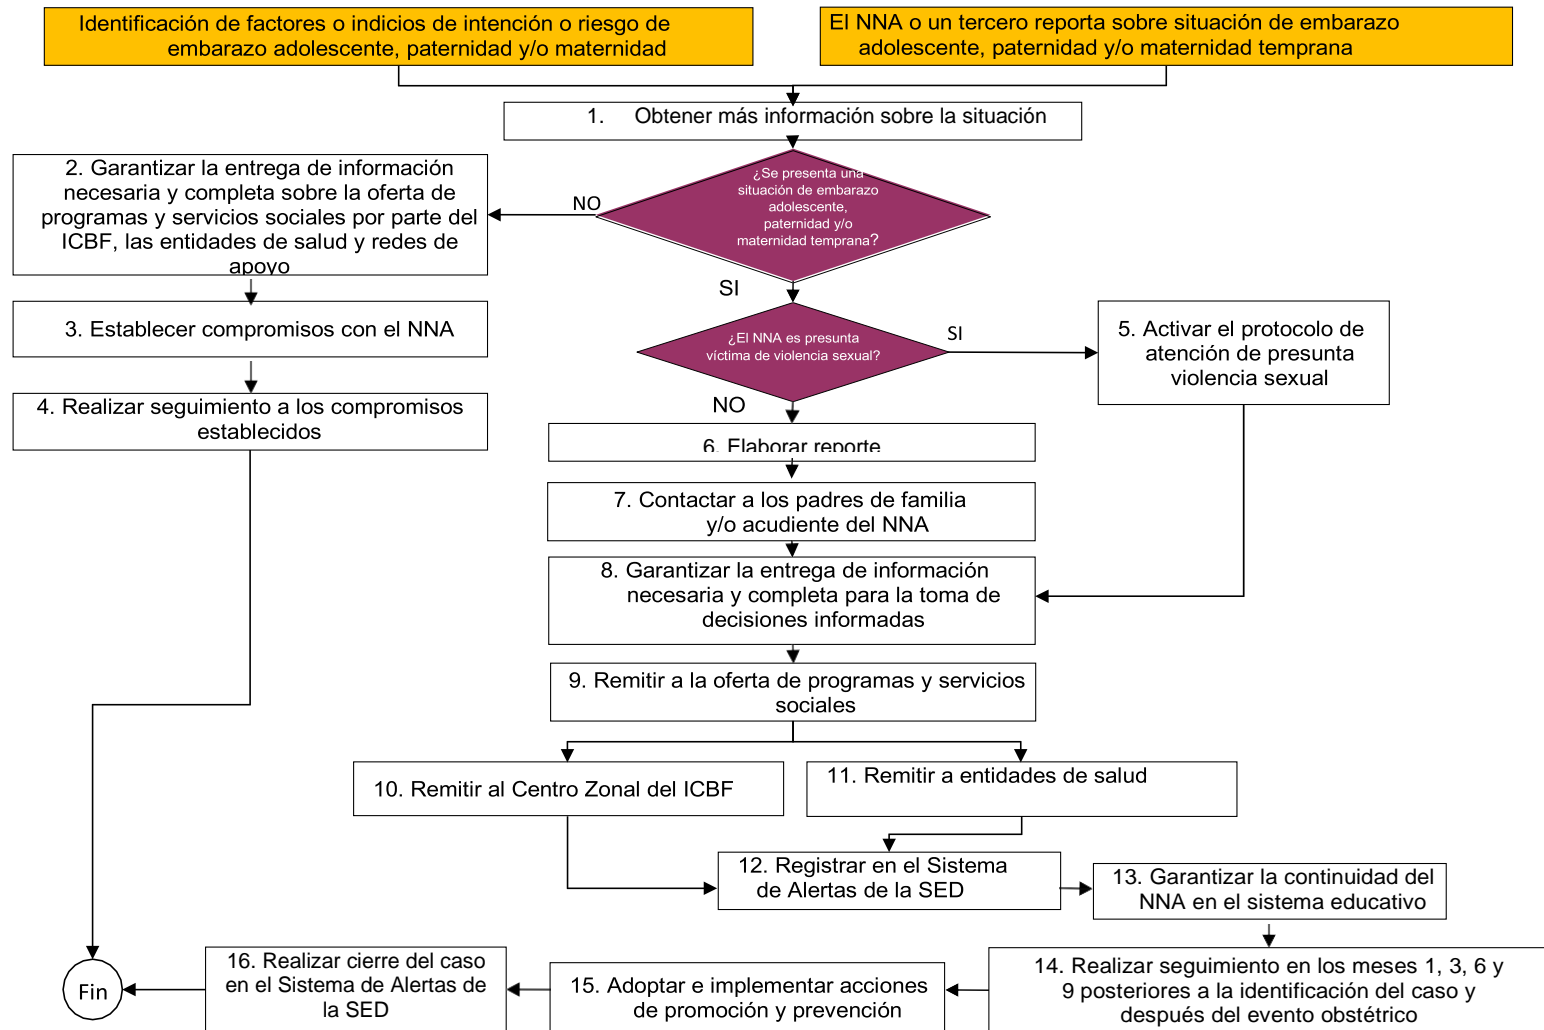 Identificación de factores o indicios de intención o riesgo de
embarazo adolescente, paternidad y/o maternidad
El NNA o un tercero reporta sobre situación de embarazo
adolescente, paternidad y/o maternidad temprana
1. Obtener más información sobre la situación
2. Garantizar la entrega de información
necesaria y completa sobre la oferta de
programas y servicios sociales por parte del
ICBF, las entidades de salud y redes de
apoyo
NO
¿Se presenta una
situación de embarazo
adolescente,
paternidad y/o
maternidad temprana?
SI
3. Establecer compromisos con el NNA
¿El NNA es presunta
víctima de violencia sexual?
SI
5. Activar el protocolo de
atención de presunta
violencia sexual
4. Realizar seguimiento a los compromisos
establecidos
NO
6. Elaborar reporte
7. Contactar a los padres de familia
y/o acudiente del NNA
8. Garantizar la entrega de información
necesaria y completa para la toma de
decisiones informadas
9. Remitir a la oferta de programas y servicios
sociales
10. Remitir al Centro Zonal del ICBF
11. Remitir a entidades de salud
12. Registrar en el Sistema
de Alertas de la SED
13. Garantizar la continuidad del
NNA en el sistema educativo
14. Realizar seguimiento en los meses 1, 3, 6 y
9 posteriores a la identificación del caso y
después del evento obstétrico
15. Adoptar e implementar acciones
de promoción y prevención
16. Realizar cierre del caso
en el Sistema de Alertas de
la SED
Fin